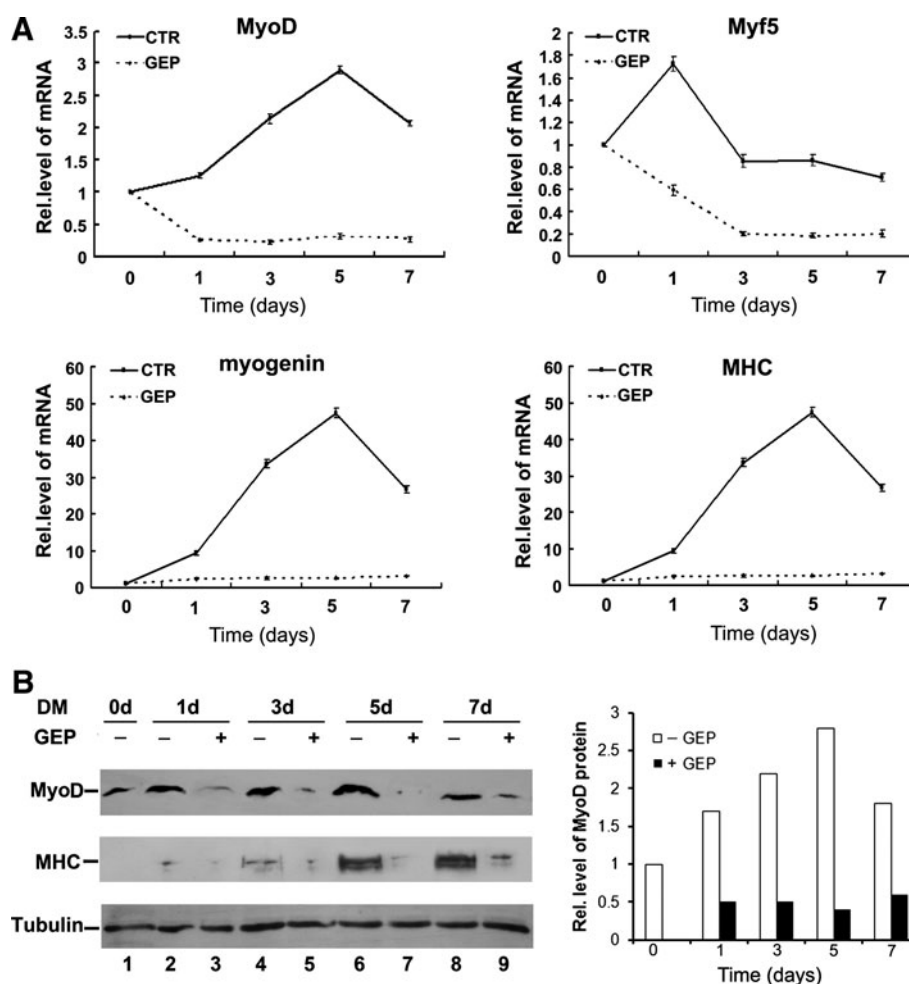 A
MyoD
Rel.level of mRNA
3.5
3
2.5
2
1.5
1
0.5
0
CTR
GEP
0 1 3 5 7
Time (days)
Myf5
Rel.level of mRNA
2
1.8
1.6
1.4
1.2
1
0.8
0.6
0.4
0.2
0
CTR
GEP
0 1 3 5 7
Time (days)
myogenin
Rel.level of mRNA
60
50
40
30
20
10
0
CTR
GEP
0 1 3 5 7
Time (days)
MHC
Rel.level of mRNA
60
50
40
30
20
10
0
CTR
GEP
0 1 3 5 7
Time (days)
B
DM 0d 1d 3d 5d 7d
GEP – – + – + – + – +
MyoD
MHC
Tubulin
1 2 3 4 5 6 7 8 9
Rel. level of MyoD protein
3
2.5
2
1.5
1
0.5
0
– GEP
+ GEP
0 1 3 5 7
Time (days)